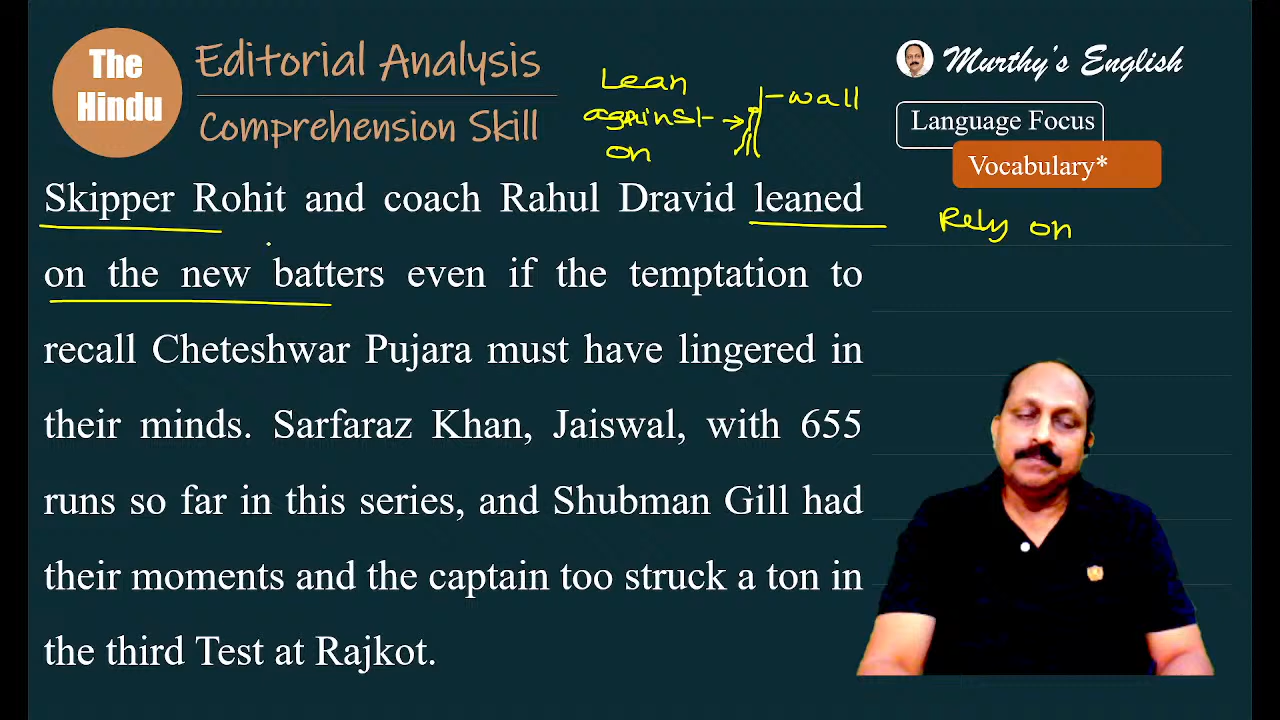 The
Hindu
Editorial Analysis
Comprehension Skill
Lean
against
on
wall
Murthy's English
Language Focus
Vocabulary*
Rely on
Skipper Rohit and coach Rahul Dravid leaned
on the new batters even if the temptation to
recall Cheteshwar Pujara must have lingered in
their minds. Sarfaraz Khan, Jaiswal, with 655
runs so far in this series, and Shubman Gill had
their moments and the captain too struck a ton in
the third Test at Rajkot.